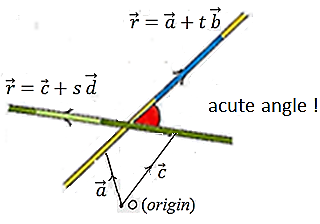 r⃗ = a⃗ + t b⃗
r⃗ = c⃗ + s d⃗
acute angle !
a⃗
c⃗
O (origin)